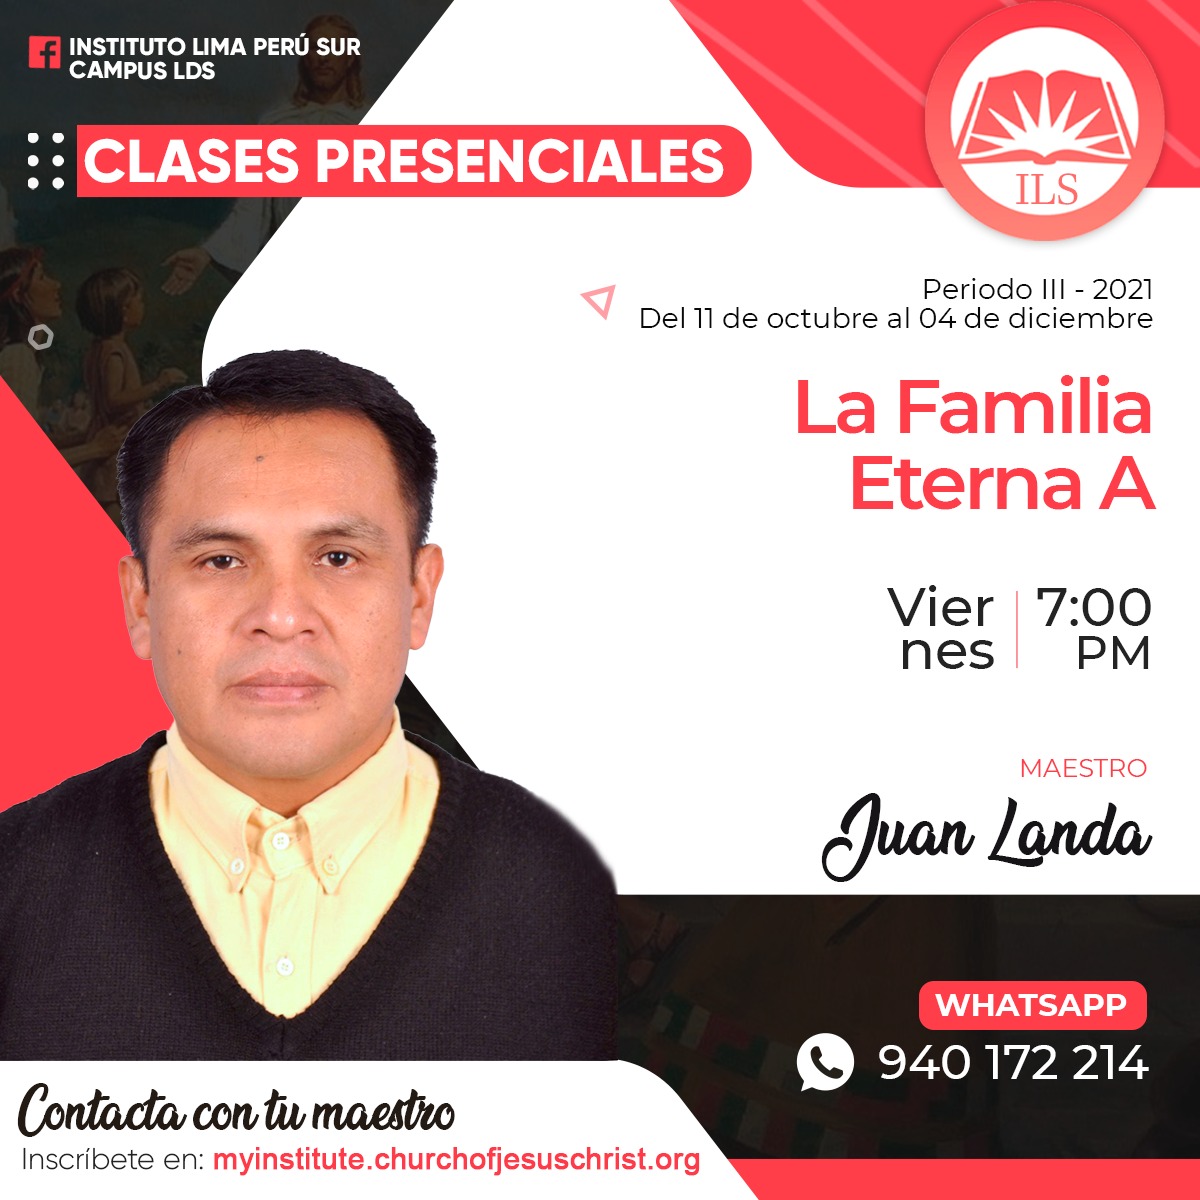 INSTITUTO LIMA PERÚ SUR
CAMPUS LDS
CLASES PRESENCIALES
ILS
Periodo III - 2021
Del 11 de octubre al 04 de diciembre
La Familia
Eterna A
Vier
nes
7:00
PM
MAESTRO
Juan Landa
WHATSAPP
940 172 214
Contacta con tu maestro
Inscríbete en: myinstitute.churchofjesuschrist.org